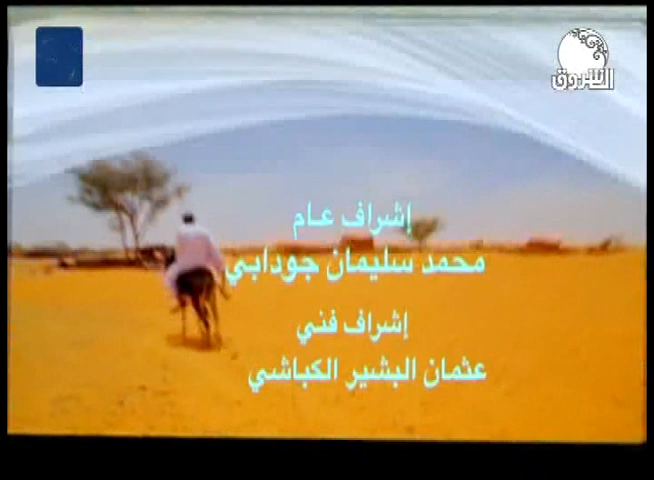 الشروق
إشراف عام
محمد سليمان جودابي
إشراف فني
عثمان البشير الكباشي